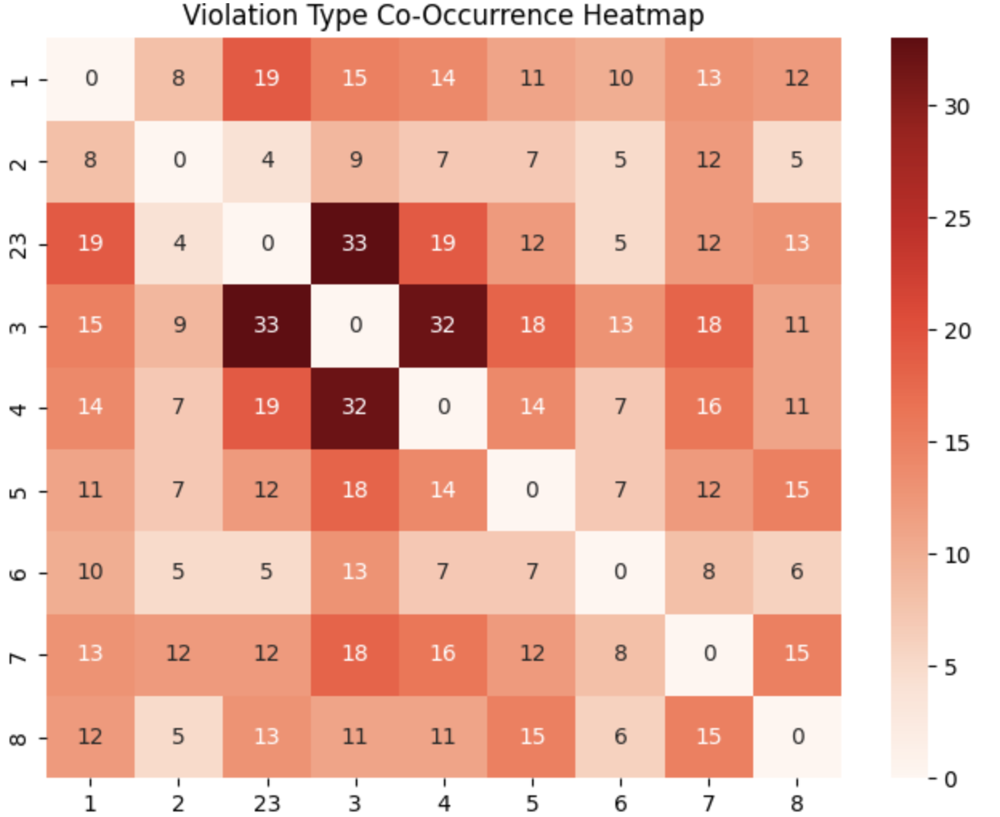 Violation Type Co-Occurrence Heatmap
1 0 8 19 15 14 11 10 13 12
2 8 0 4 9 7 7 5 12 5
23 19 4 0 33 19 12 5 12 13
3 15 9 33 0 32 18 13 18 11
4 14 7 19 32 0 14 7 16 11
5 11 7 12 18 14 0 7 12 15
6 10 5 5 13 7 7 0 8 6
7 13 12 12 18 16 12 8 0 15
8 12 5 13 11 11 15 6 15 0
1 2 23 3 4 5 6 7 8
30
25
20
15
10
5
0